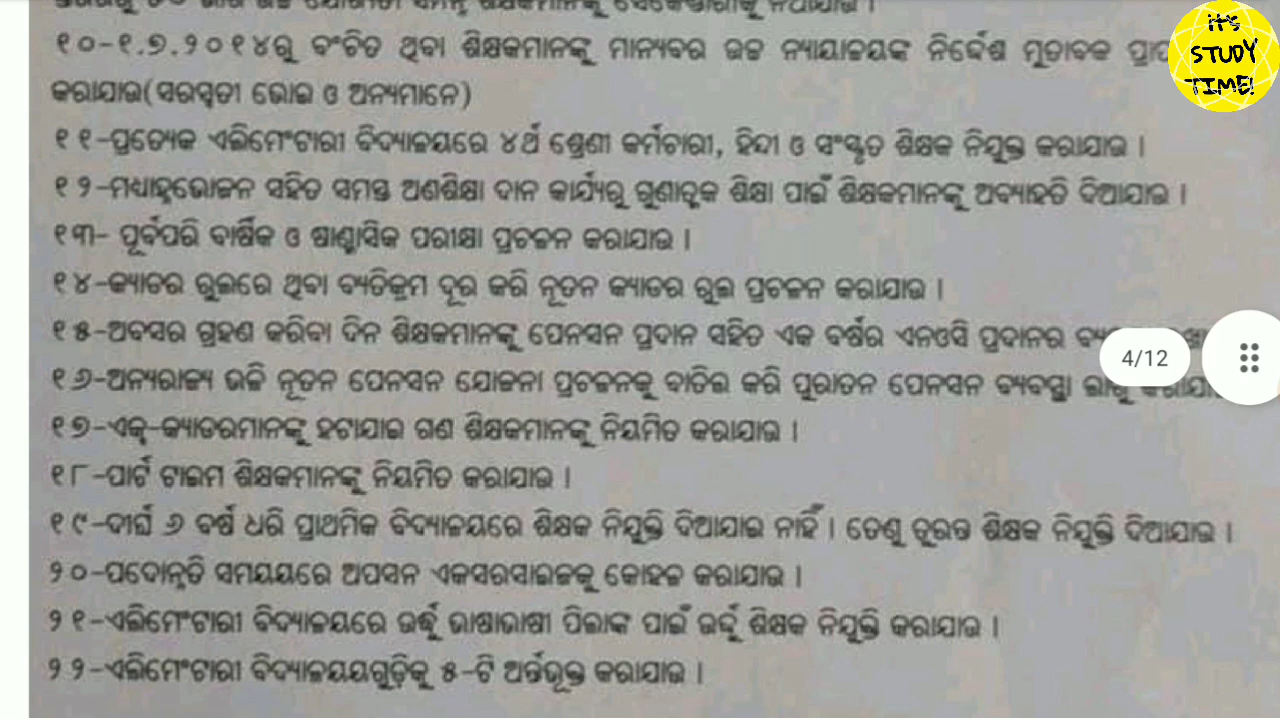 ୧୦-୧.୭.୨୦୧୪ରୁ ବଂଚିତ ଥିବା ଶିକ୍ଷକମାନଙ୍କୁ ମାନ୍ୟବର ଉଚ୍ଚ ନ୍ୟାୟାଳୟଙ୍କ ନିର୍ଦ୍ଦେଶ ମୁତାବକ
କରାଯାଉ(ସରସ୍ୱତୀ ଭୋଇ ଓ ଅନ୍ୟମାନେ)
୧୧-ପ୍ରତ୍ୟେକ ଏଲିମେଂଟାରୀ ବିଦ୍ୟାଳୟରେ ୪ର୍ଥ ଶ୍ରେଣୀ କର୍ମଚାରୀ, ହିନ୍ଦୀ ଓ ସଂସ୍କୃତ ଶିକ୍ଷକ ନିଯୁକ୍ତ କରାଯାଉ ।
୧୨-ମଧ୍ୟାହ୍ନଭୋଜନ ସହିତ ସମସ୍ତ ଅଣଶିକ୍ଷା ଦାନ କାର୍ଯ୍ୟରୁ ଗୁଣାତ୍ମକ ଶିକ୍ଷା ପାଇଁ ଶିକ୍ଷକମାନଙ୍କୁ ଅବ୍ୟାହତି ଦିଆଯାଉ ।
୧୩- ପୂର୍ବପରି ବାର୍ଷିକ ଓ ଷାଣ୍ମାସିକ ପରୀକ୍ଷା ପ୍ରଚଳନ କରାଯାଉ ।
୧୪-କ୍ୟାଡର ରୁଲରେ ଥିବା ବ୍ୟତିକ୍ରମ ଦୂର କରି ନୂତନ କ୍ୟାଡର ରୁଲ ପ୍ରଚଳନ କରାଯାଉ ।
୧୫-ଅବସର ଗ୍ରହଣ କରିବା ଦିନ ଶିକ୍ଷକମାନଙ୍କୁ ପେନସନ ପ୍ରଦାନ ସହିତ ଏକ ବର୍ଷର ଏନଓସି ପ୍ରଦାନର
୧୬-ଅନ୍ୟରାଜ୍ୟ ଭଳି ନୂତନ ପେନସନ ଯୋଜନା ପ୍ରଚଳନକୁ ବାତିଲ କରି ପୁରାତନ ପେନସନ ବ୍ୟବସ୍ଥା ଲାଗୁ
୧୭-ଏକ୍ସ-କ୍ୟାଡରମାନଙ୍କୁ ହଟାଯାଇ ଗଣ ଶିକ୍ଷକମାନଙ୍କୁ ନିୟମିତ କରାଯାଉ ।
୧୮-ପାର୍ଟ ଟାଇମ ଶିକ୍ଷକମାନଙ୍କୁ ନିୟମିତ କରାଯାଉ ।
୧୯-ଦୀର୍ଘ ୬ ବର୍ଷ ଧରି ପ୍ରାଥମିକ ବିଦ୍ୟାଳୟରେ ଶିକ୍ଷକ ନିଯୁକ୍ତି ଦିଆଯାଇ ନାହିଁ । ତେଣୁ ତୁରନ୍ତ ଶିକ୍ଷକ ନିଯୁକ୍ତି ଦିଆଯାଉ ।
୨୦-ପଦୋନ୍ନତି ସମୟୟରେ ଅପସନ ଏକସରସାଇଜକୁ କୋହଳ କରାଯାଉ ।
୨୧-ଏଲିମେଂଟାରୀ ବିଦ୍ୟାଳୟରେ ଉର୍ଦ୍ଧୁ ଭାଷାଭାଷୀ ପିଲାଙ୍କ ପାଇଁ ଉର୍ଦ୍ଦୁ ଶିକ୍ଷକ ନିଯୁକ୍ତି କରାଯାଉ ।
୨୨-ଏଲିମେଂଟାରୀ ବିଦ୍ୟାଳୟୟଗୁଡ଼ିକୁ ୫-ଟି ଅର୍ନ୍ତଭୂକ୍ତ କରାଯାଉ ।
4/12
iTs
STUDY
TIME!